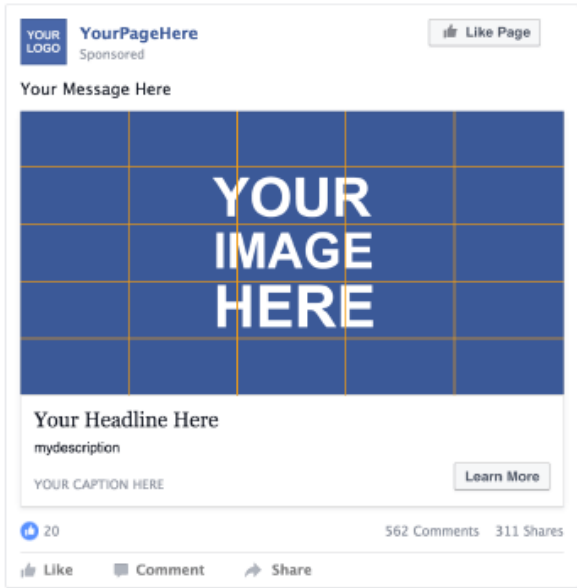 YOUR
LOGO
YourPageHere
Sponsored
Like Page
Your Message Here
YOUR
IMAGE
HERE
Your Headline Here
mydescription
YOUR CAPTION HERE
Learn More
20
562 Comments 311 Shares
Like Comment Share